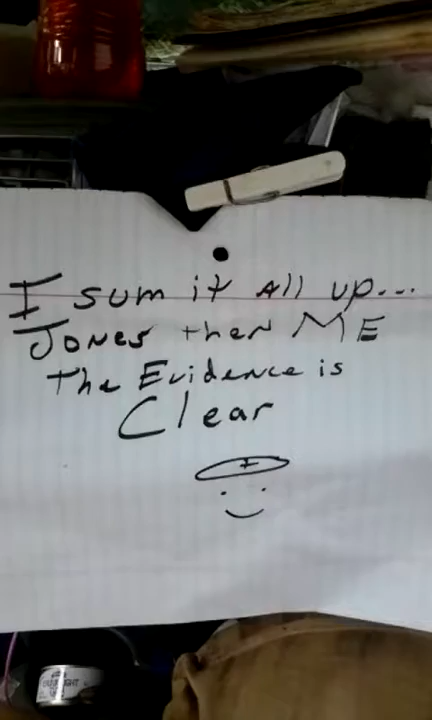 I sum it All up...
Jones then ME
the Evidence is
Clear